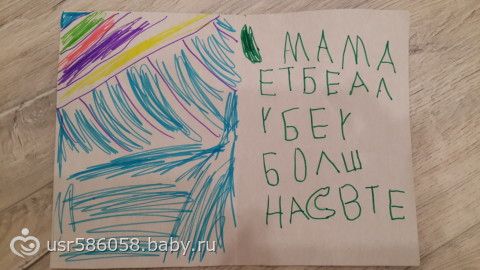 МАМА
ЕТБЕАЛ
УБЕУ
БОЛШ
НАСВТЕ
usr586058.baby.ru